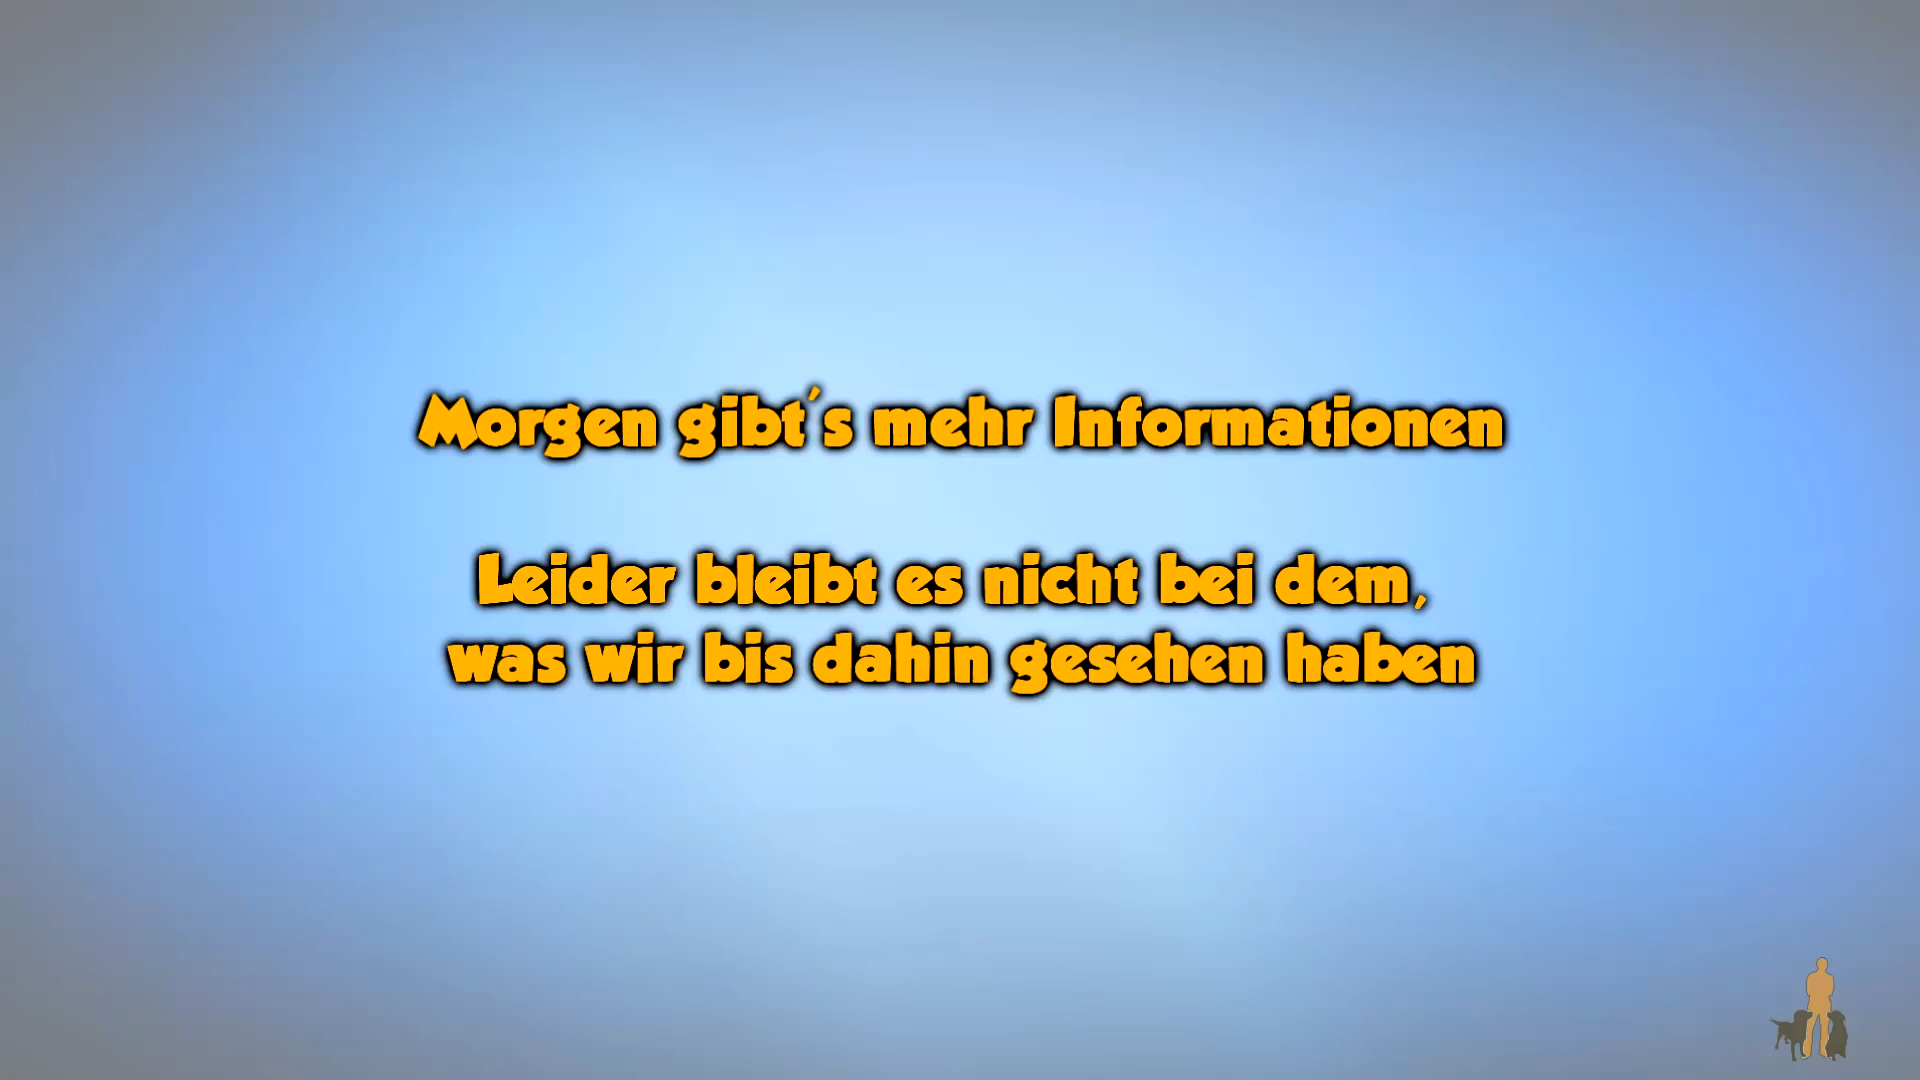 Morgen gibt's mehr Informationen
Leider bleibt es nicht bei dem,
was wir bis dahin gesehen haben